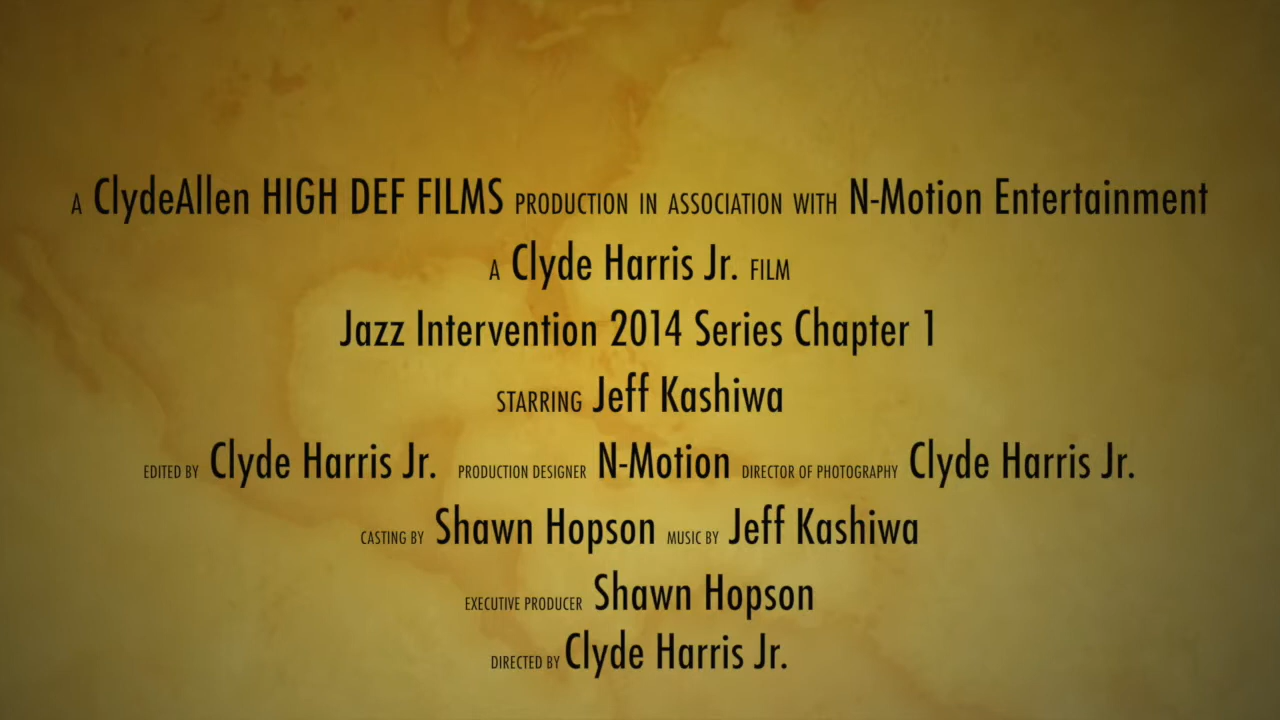 A ClydeAllen HIGH DEF FILMS PRODUCTION IN ASSOCIATION WITH N-Motion Entertainment
A Clyde Harris Jr. FILM
Jazz Intervention 2014 Series Chapter 1
STARRING Jeff Kashiwa
EDITED BY Clyde Harris Jr. PRODUCTION DESIGNER N-Motion DIRECTOR OF PHOTOGRAPHY Clyde Harris Jr.
CASTING BY Shawn Hopson MUSIC BY Jeff Kashiwa
EXECUTIVE PRODUCER Shawn Hopson
DIRECTED BY Clyde Harris Jr.